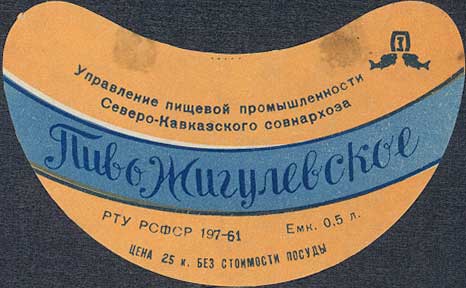 Управление пищевой промышленности
Северо-Кавказского совнархоза
Пиво Жигулевское
РТУ РСФСР 197-61 Емк. 0,5 л.
ЦЕНА 25 к. БЕЗ СТОИМОСТИ ПОСУДЫ